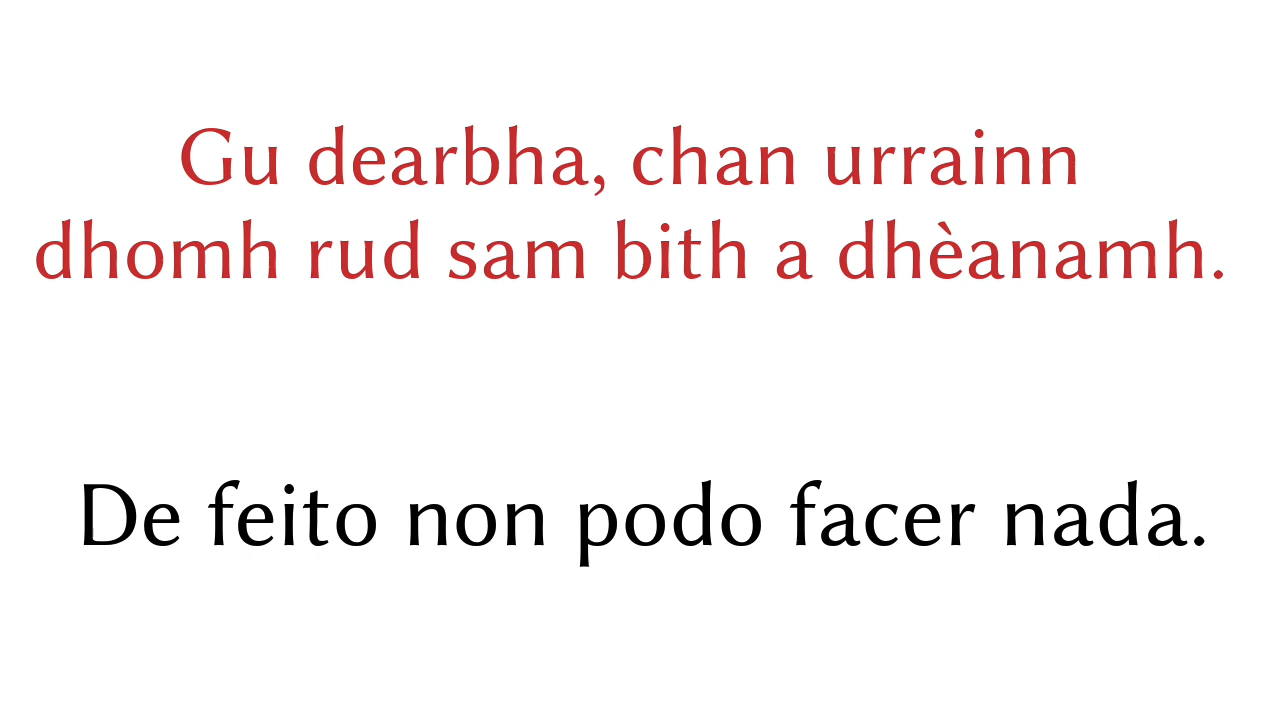 Gu dearbha, chan urrainn
dhomh rud sam bith a dhèanamh.
De feito non podo facer nada.